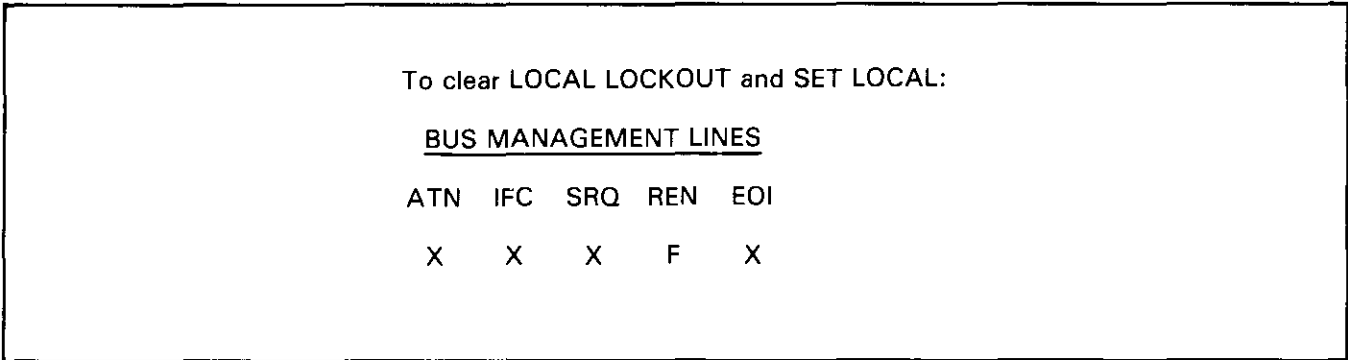 To clear LOCAL LOCKOUT and SET LOCAL:
BUS MANAGEMENT LINES
ATN IFC SRQ REN EOI
X X X F X